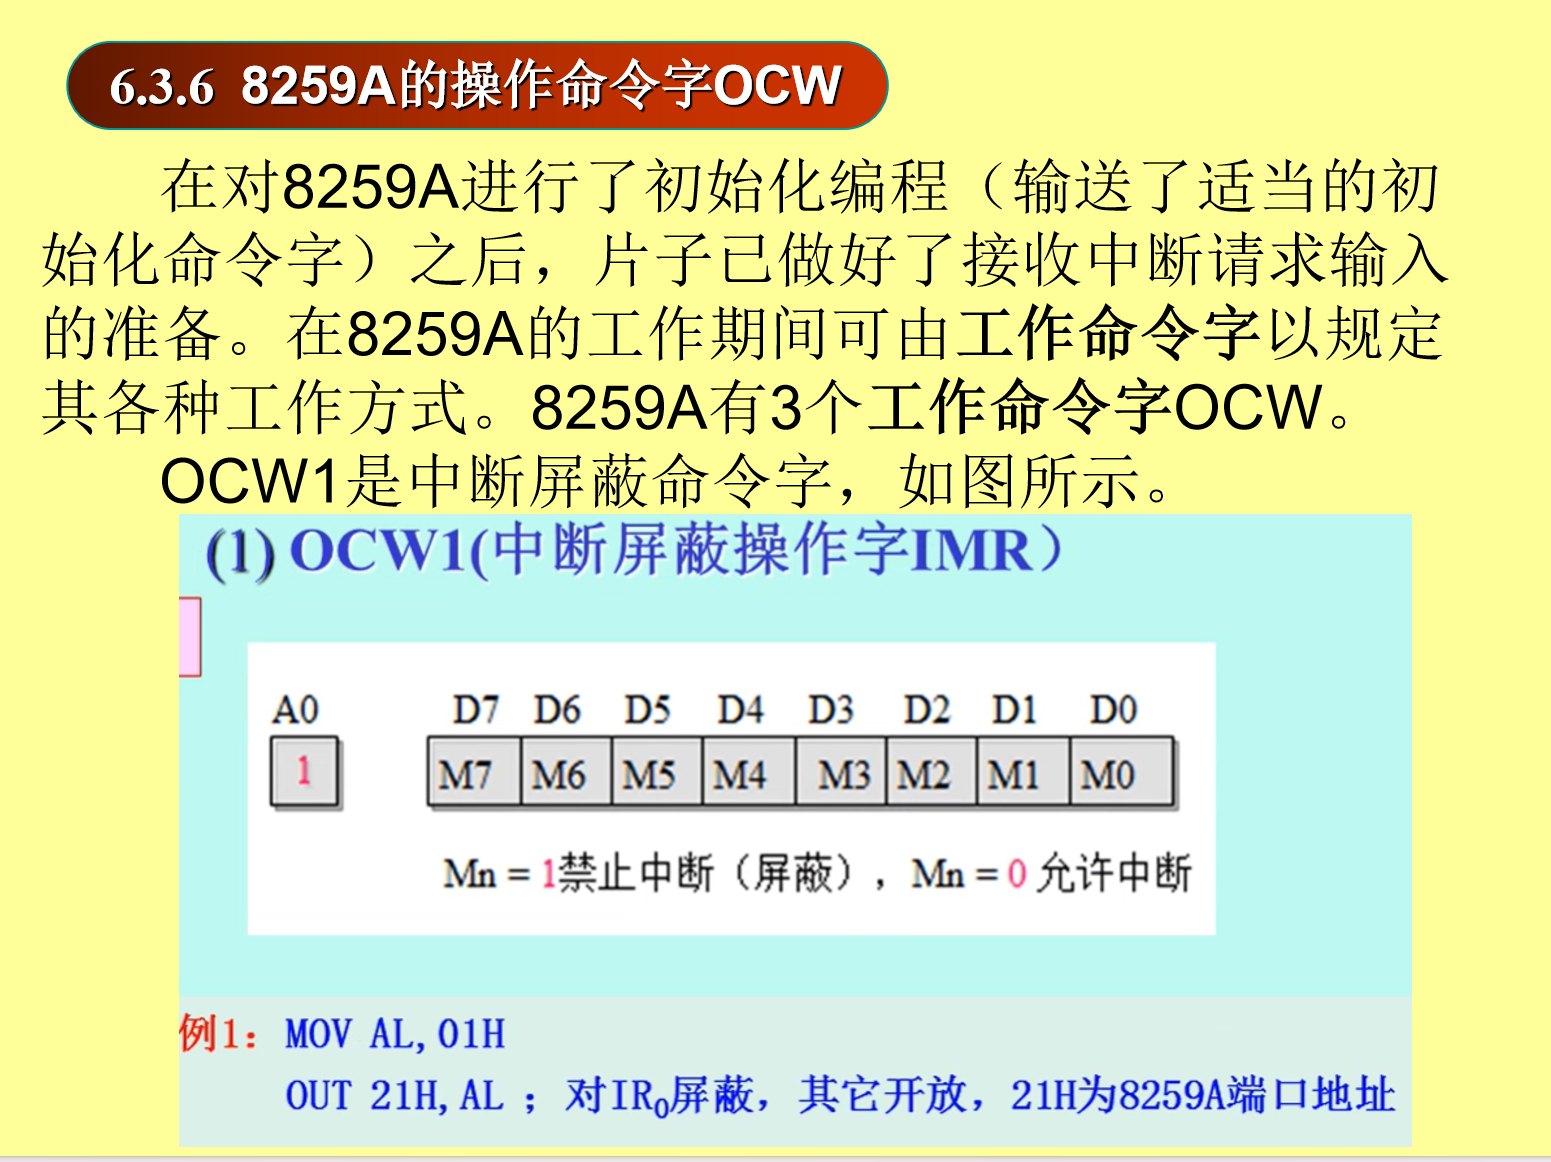 6.3.6 8259A的操作命令字OCW
在对8259A进行了初始化编程（输送了适当的初
始化命令字）之后，片子已做好了接收中断请求输入
的准备。在8259A的工作期间可由工作命令字以规定
其各种工作方式。8259A有3个工作命令字OCW。
OCW1是中断屏蔽命令字，如图所示。
(1) OCW1(中断屏蔽操作字IMR）
A0 D7 D6 D5 D4 D3 D2 D1 D0
1 M7 M6 M5 M4 M3 M2 M1 M0
Mn = 1禁止中断（屏蔽），Mn = 0 允许中断
例1： MOV AL,01H
OUT 21H,AL ；对IR0屏蔽，其它开放，21H为8259A端口地址